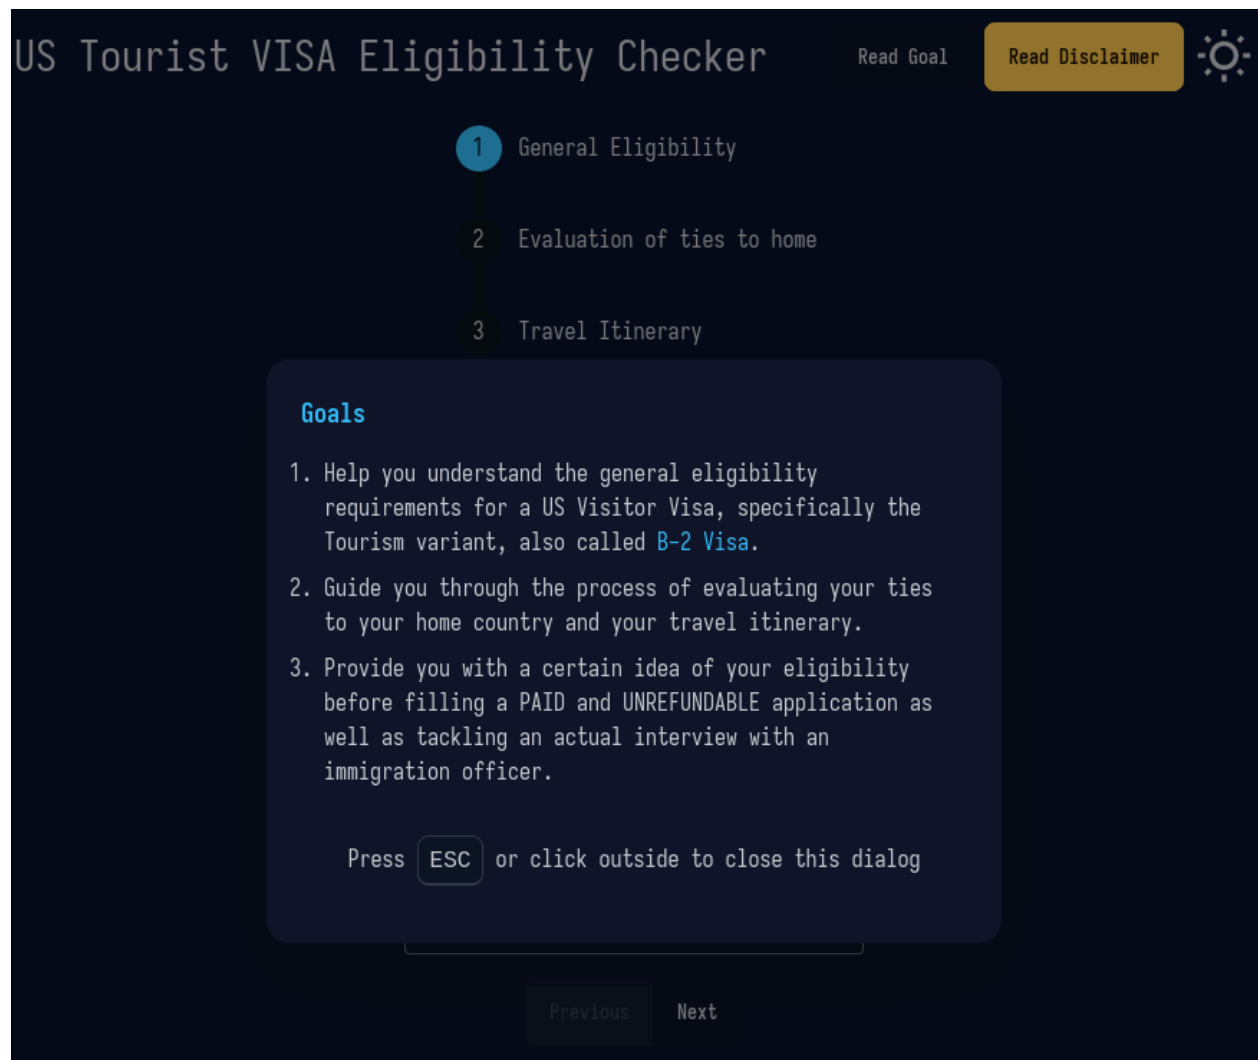 US Tourist VISA Eligibility Checker
Read Goal
Read Disclaimer
1 General Eligibility
2 Evaluation of ties to home
3 Travel Itinerary
Goals
1. Help you understand the general eligibility
requirements for a US Visitor Visa, specifically the
Tourism variant, also called B-2 Visa.
2. Guide you through the process of evaluating your ties
to your home country and your travel itinerary.
3. Provide you with a certain idea of your eligibility
before filling a PAID and UNREFUNDABLE application as
well as tackling an actual interview with an
immigration officer.
Press ESC or click outside to close this dialog
Previous
Next